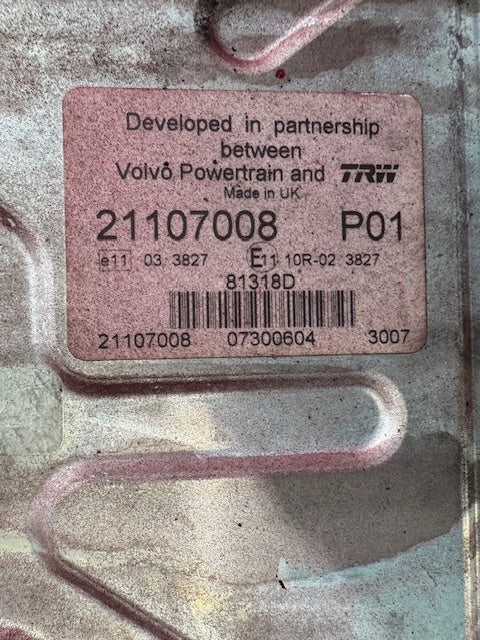 Developed in partnership
between
Volvo Powertrain and TRW
Made in UK
21107008 P01
e11 03 3827 E11 10R-02 3827
81318D
21107008 07300604 3007